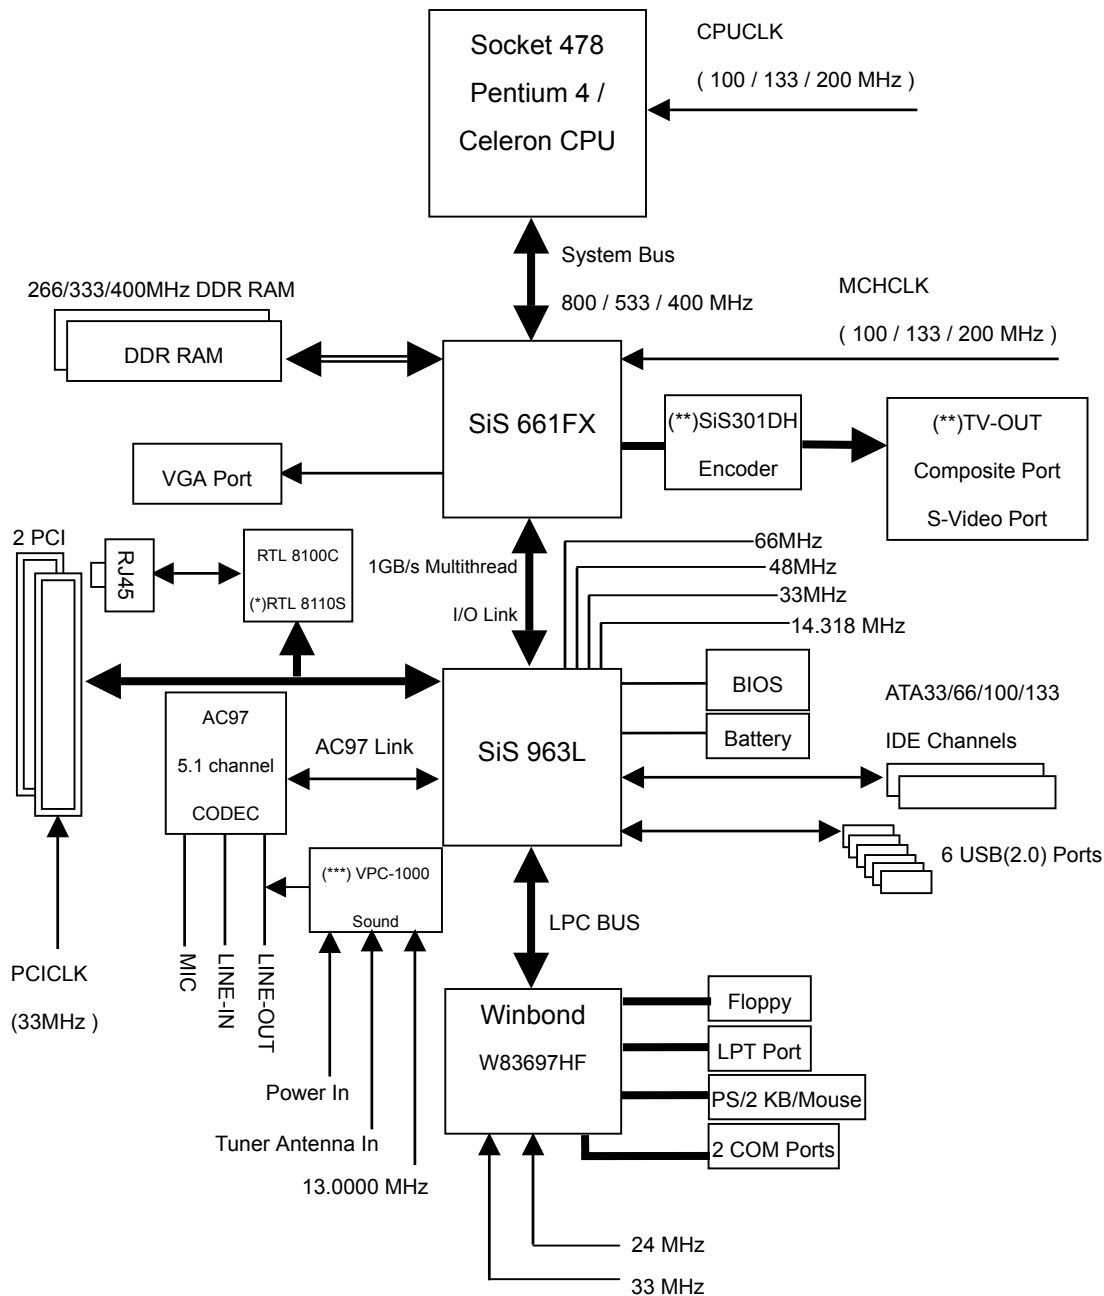 Socket 478
Pentium 4 /
Celeron CPU
CPUCLK
( 100 / 133 / 200 MHz )
System Bus
800 / 533 / 400 MHz
266/333/400MHz DDR RAM
DDR RAM
MCHCLK
( 100 / 133 / 200 MHz )
SiS 661FX
(**)SiS301DH
Encoder
(**)TV-OUT
Composite Port
S-Video Port
VGA Port
2 PCI
RJ45
RTL 8100C
(*)RTL 8110S
1GB/s Multithread
I/O Link
66MHz
48MHz
33MHz
14.318 MHz
AC97
5.1 channel
CODEC
AC97 Link
SiS 963L
BIOS
Battery
ATA33/66/100/133
IDE Channels
6 USB(2.0) Ports
(***) VPC-1000
Sound
LPC BUS
PCICLK
(33MHz )
MIC
LINE-IN
LINE-OUT
Power In
Tuner Antenna In
13.0000 MHz
Winbond
W83697HF
Floppy
LPT Port
PS/2 KB/Mouse
2 COM Ports
24 MHz
33 MHz